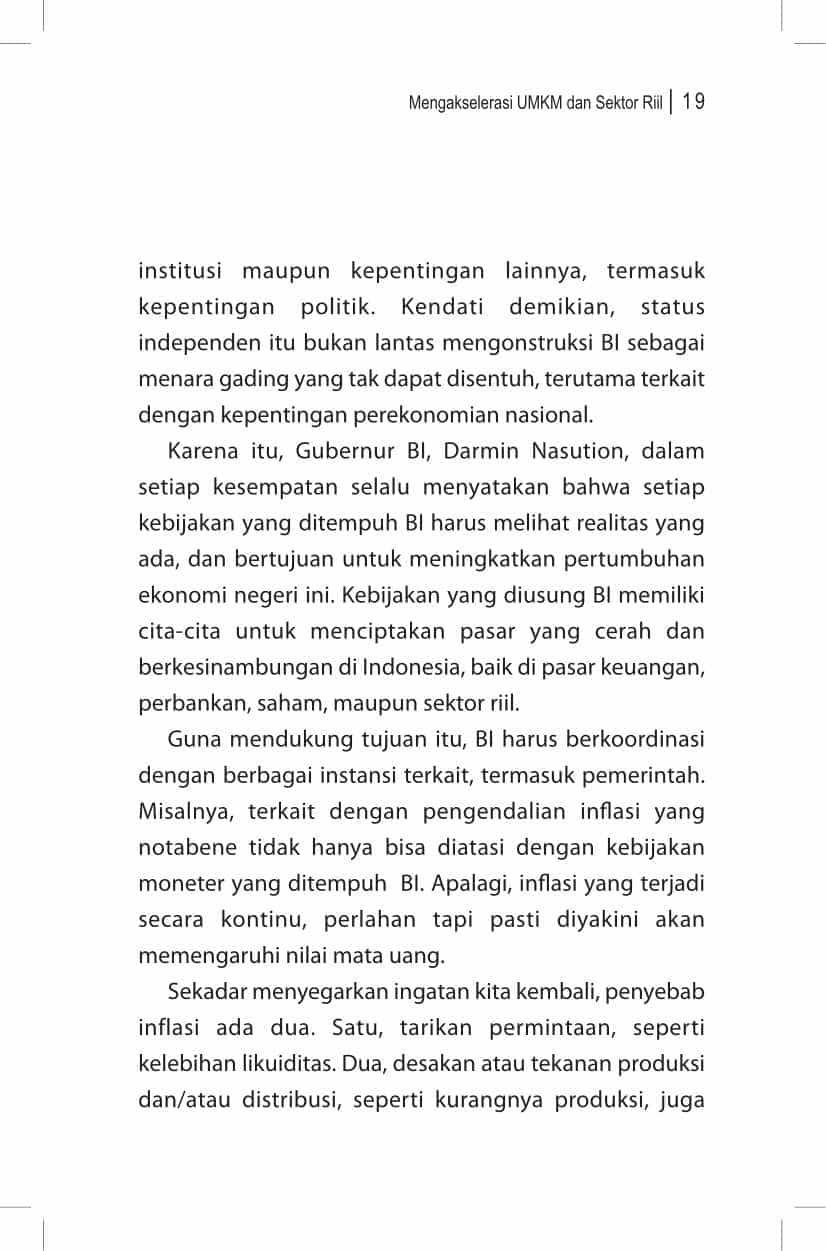 Mengakselerasi UMKM dan Sektor Riil | 19
institusi maupun kepentingan lainnya, termasuk
kepentingan politik. Kendati demikian, status
independen itu bukan lantas mengonstruksi BI sebagai
menara gading yang tak dapat disentuh, terutama terkait
dengan kepentingan perekonomian nasional.
Karena itu, Gubernur BI, Darmin Nasution, dalam
setiap kesempatan selalu menyatakan bahwa setiap
kebijakan yang ditempuh BI harus melihat realitas yang
ada, dan bertujuan untuk meningkatkan pertumbuhan
ekonomi negeri ini. Kebijakan yang diusung BI memiliki
cita-cita untuk menciptakan pasar yang cerah dan
berkesinambungan di Indonesia, baik di pasar keuangan,
perbankan, saham, maupun sektor riil.
Guna mendukung tujuan itu, BI harus berkoordinasi
dengan berbagai instansi terkait, termasuk pemerintah.
Misalnya, terkait dengan pengendalian inflasi yang
notabene tidak hanya bisa diatasi dengan kebijakan
moneter yang ditempuh  BI. Apalagi, inflasi yang terjadi
secara kontinu, perlahan tapi pasti diyakini akan
memengaruhi nilai mata uang.
Sekadar menyegarkan ingatan kita kembali, penyebab
inflasi ada dua. Satu, tarikan permintaan, seperti
kelebihan likuiditas. Dua, desakan atau tekanan produksi
dan/atau distribusi, seperti kurangnya produksi, juga